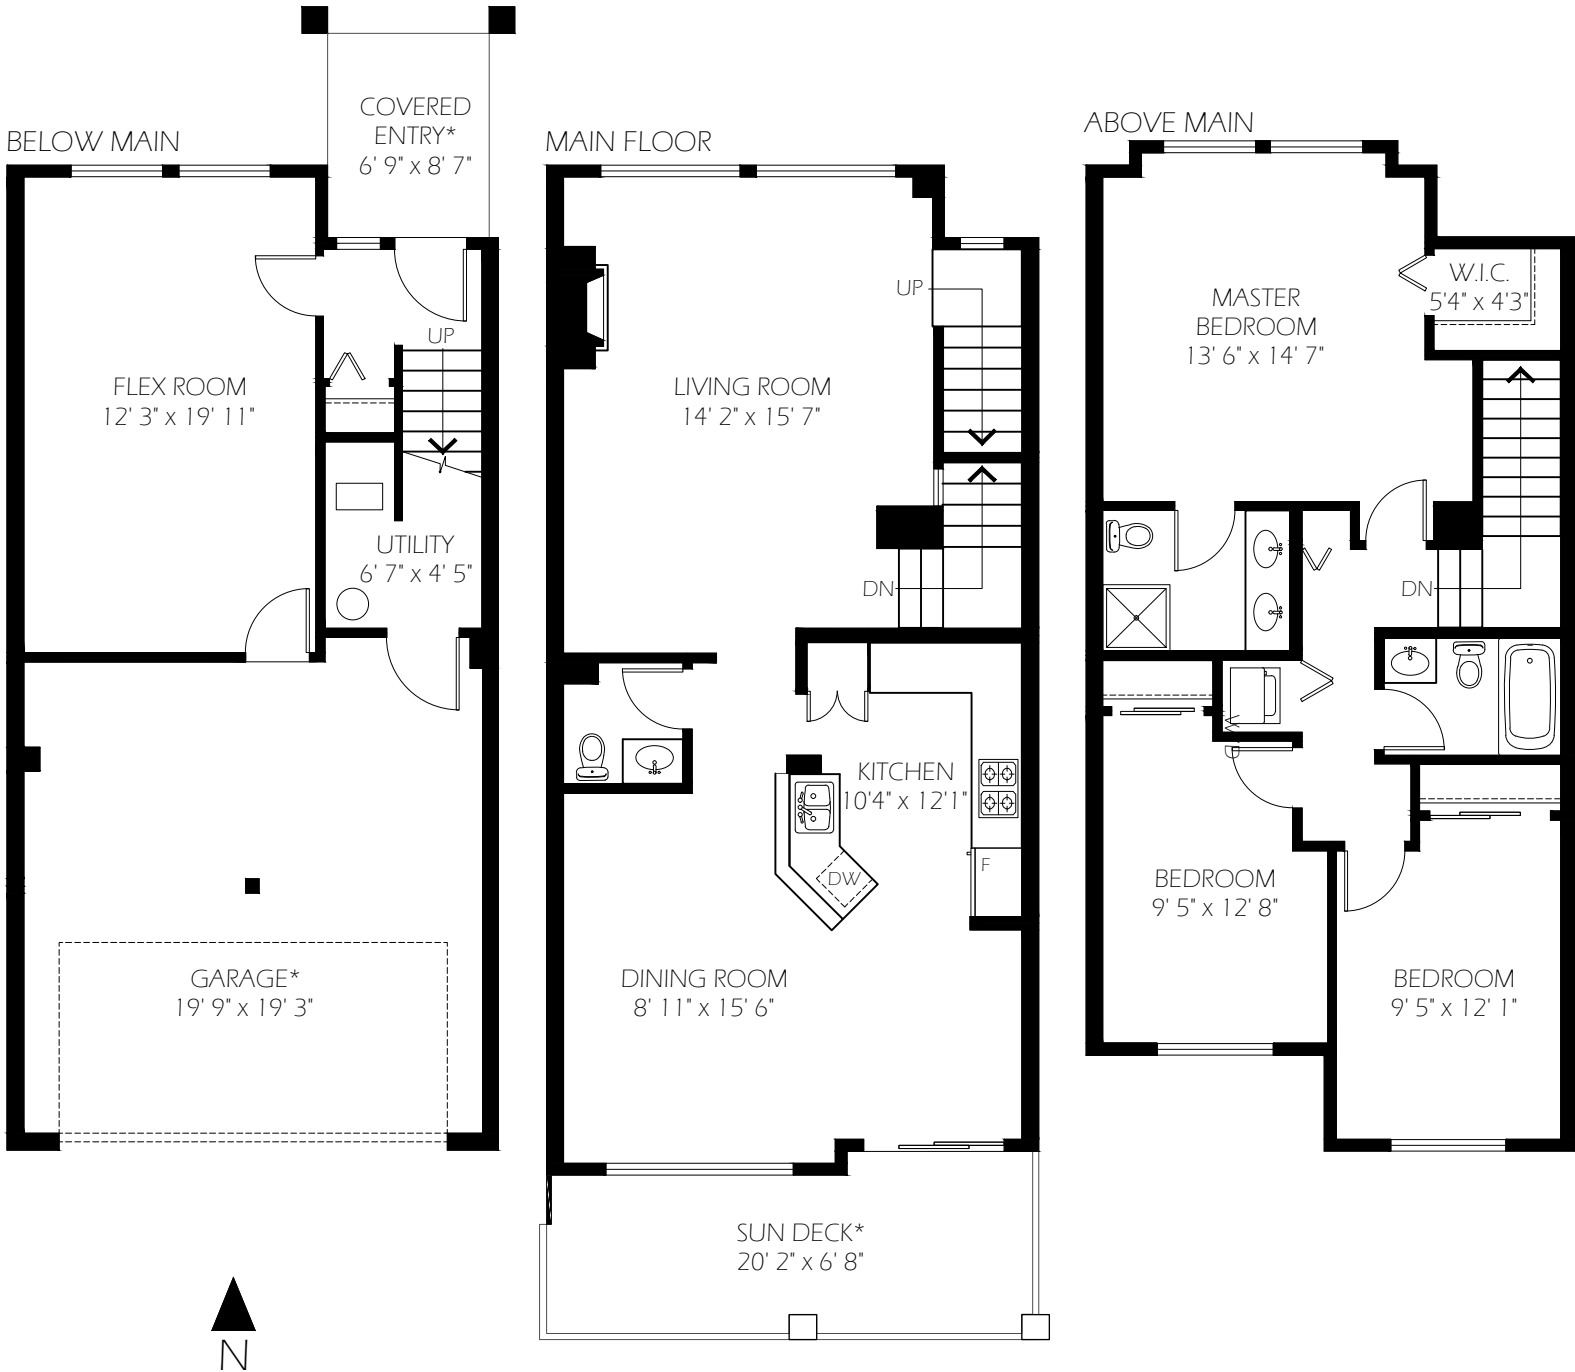 BELOW MAIN
COVERED
ENTRY*
6' 9" x 8' 7"
UP
FLEX ROOM
12' 3" x 19' 11"
UTILITY
6' 7" x 4' 5"
GARAGE*
19' 9" x 19' 3"
N
MAIN FLOOR
UP
LIVING ROOM
14' 2" x 15' 7"
DN
KITCHEN
10'4" x 12'1"
F
DW
DINING ROOM
8' 11" x 15' 6"
SUN DECK*
20' 2" x 6' 8"
ABOVE MAIN
W.I.C.
5'4" x 4'3"
MASTER
BEDROOM
13' 6" x 14' 7"
DN
BEDROOM
9' 5" x 12' 8"
BEDROOM
9' 5" x 12' 1"